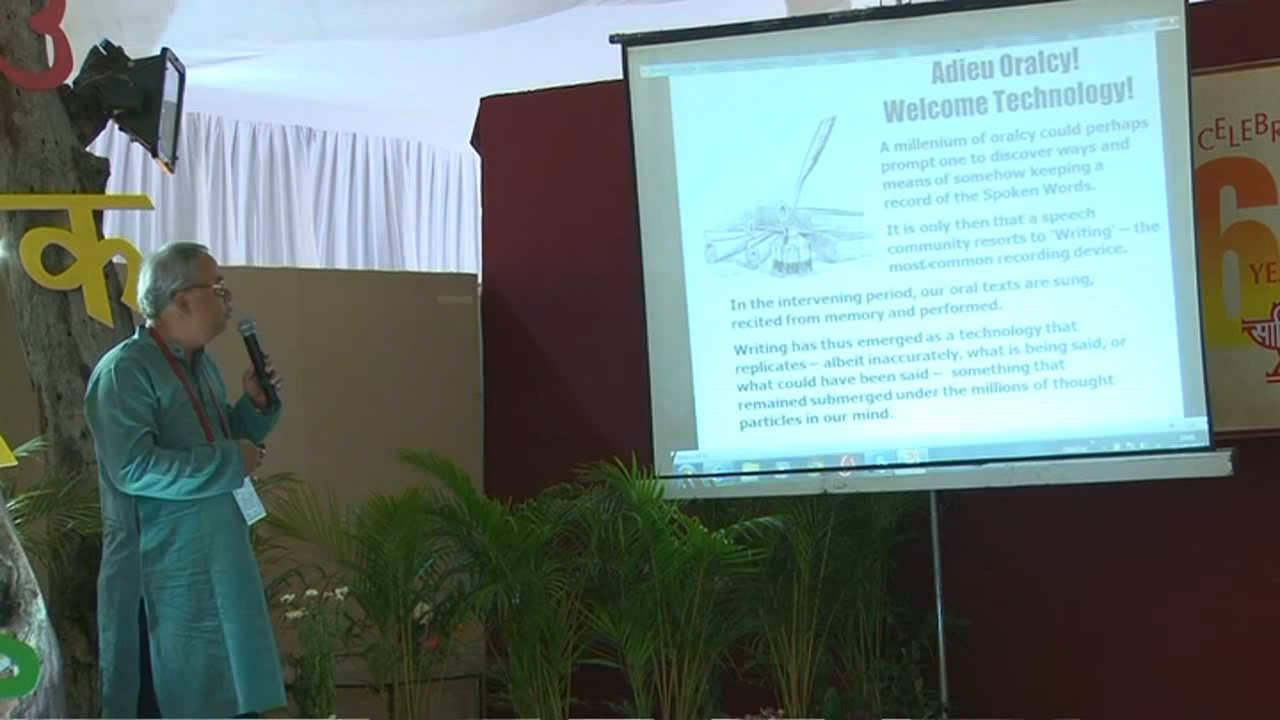 Adieu Oralcy!
Welcome Technology!
A millenium of oralcy could perhaps
prompt one to discover ways and
means of somehow keeping a
record of the Spoken Words.
It is only then that a speech
community resorts to 'Writing' – the
most common recording device.
In the intervening period, our oral texts are sung,
recited from memory and performed.
Writing has thus emerged as a technology that
replicates – albeit inaccurately, what is being said, or
what could have been said – something that
remained submerged under the millions of thought
particles in our mind.
CELEBR
6
YE
सा
क